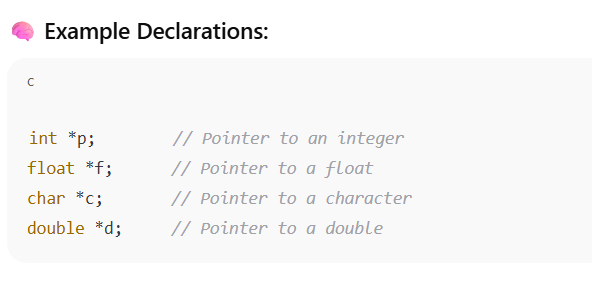 🧠 Example Declarations:
c
int *p;        // Pointer to an integer
float *f;      // Pointer to a float
char *c;       // Pointer to a character
double *d;     // Pointer to a double